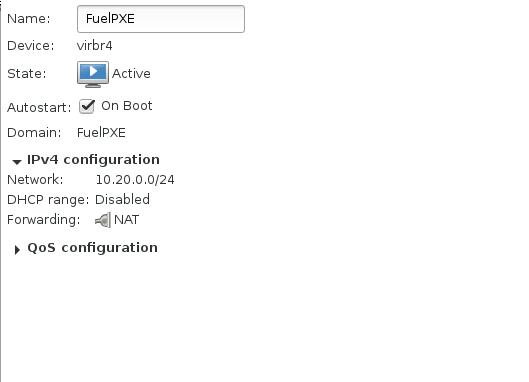 Name: FuelPXE
Device: virbr4
State: Active
Autostart: On Boot
Domain: FuelPXE
IPv4 configuration
Network: 10.20.0.0/24
DHCP range: Disabled
Forwarding: NAT
QoS configuration